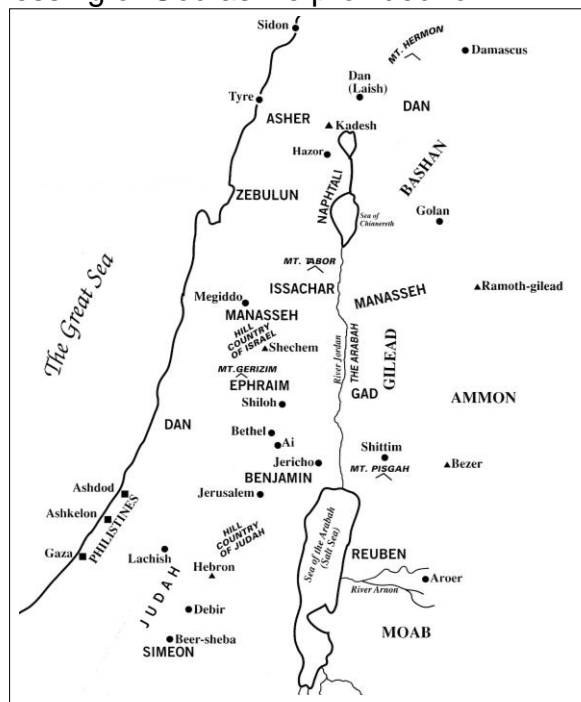 Sidon
MT. HERMON
Damascus
Dan
(Laish)
DAN
Tyre
ASHER
Kadesh
Hazor
BASHAN
NAPHTALI
ZEBULUN
Sea of
Chinnereth
Golan
MT. TABOR
ISSACHAR
MANASSEH
Ramoth-gilead
Megiddo
MANASSEH
The Great Sea
HILL
COUNTRY
OF ISRAEL
Shechem
River Jordan
THE ARABAH
GILEAD
MT.GERIZIM
EPHRAIM
GAD
AMMON
Shiloh
DAN
Bethel
Ai
Shittim
Jericho
MT. PISGAH
Bezer
BENJAMIN
Ashdod
Jerusalem
Ashkelon
PHILISTINES
HILL
COUNTRY
OF JUDAH
Gaza
Lachish
Sea of the Arabah
(Salt Sea)
REUBEN
Hebron
Aroer
JUDAH
River Arnon
Debir
MOAB
Beer-sheba
SIMEON